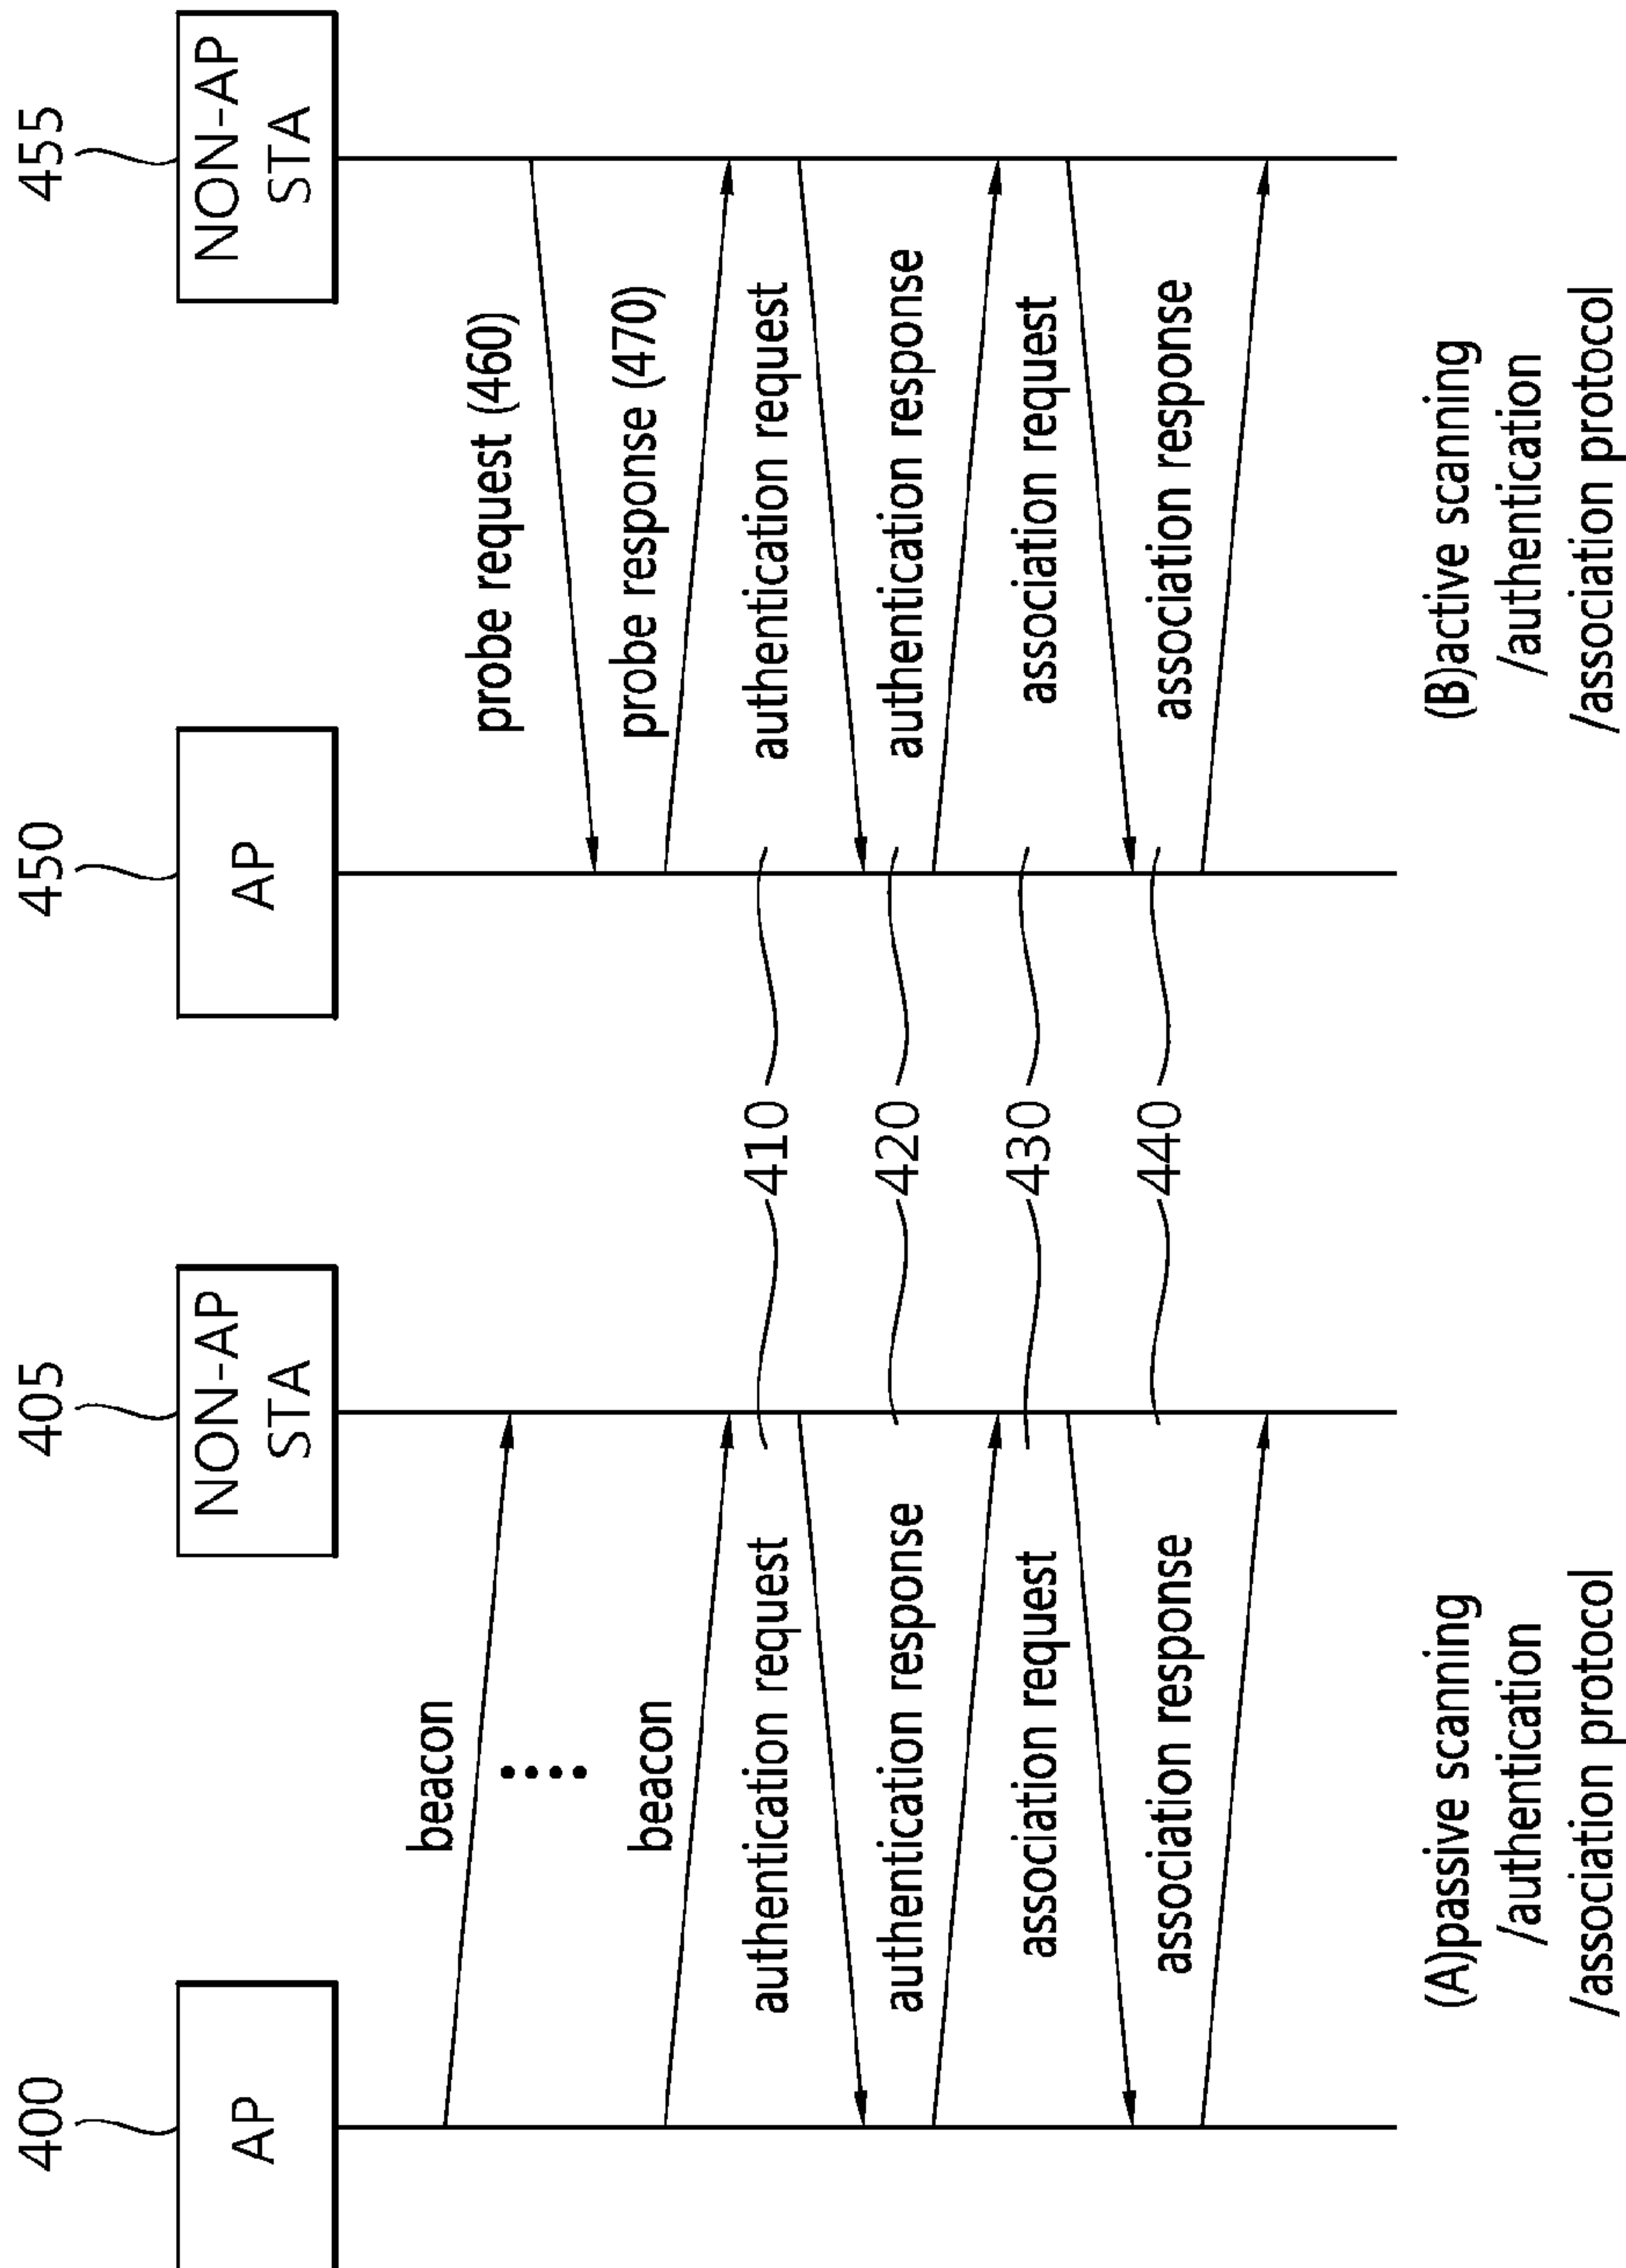 400
405
450
455
AP
NON-AP
STA
AP
NON-AP
STA
beacon
probe request (460)
beacon
probe response (470)
authentication request
410
authentication request
authentication response
420
authentication response
association request
430
association request
association response
440
association response
(A)passive scanning
/authentication
/association protocol
(B)active scanning
/authentication
/association protocol